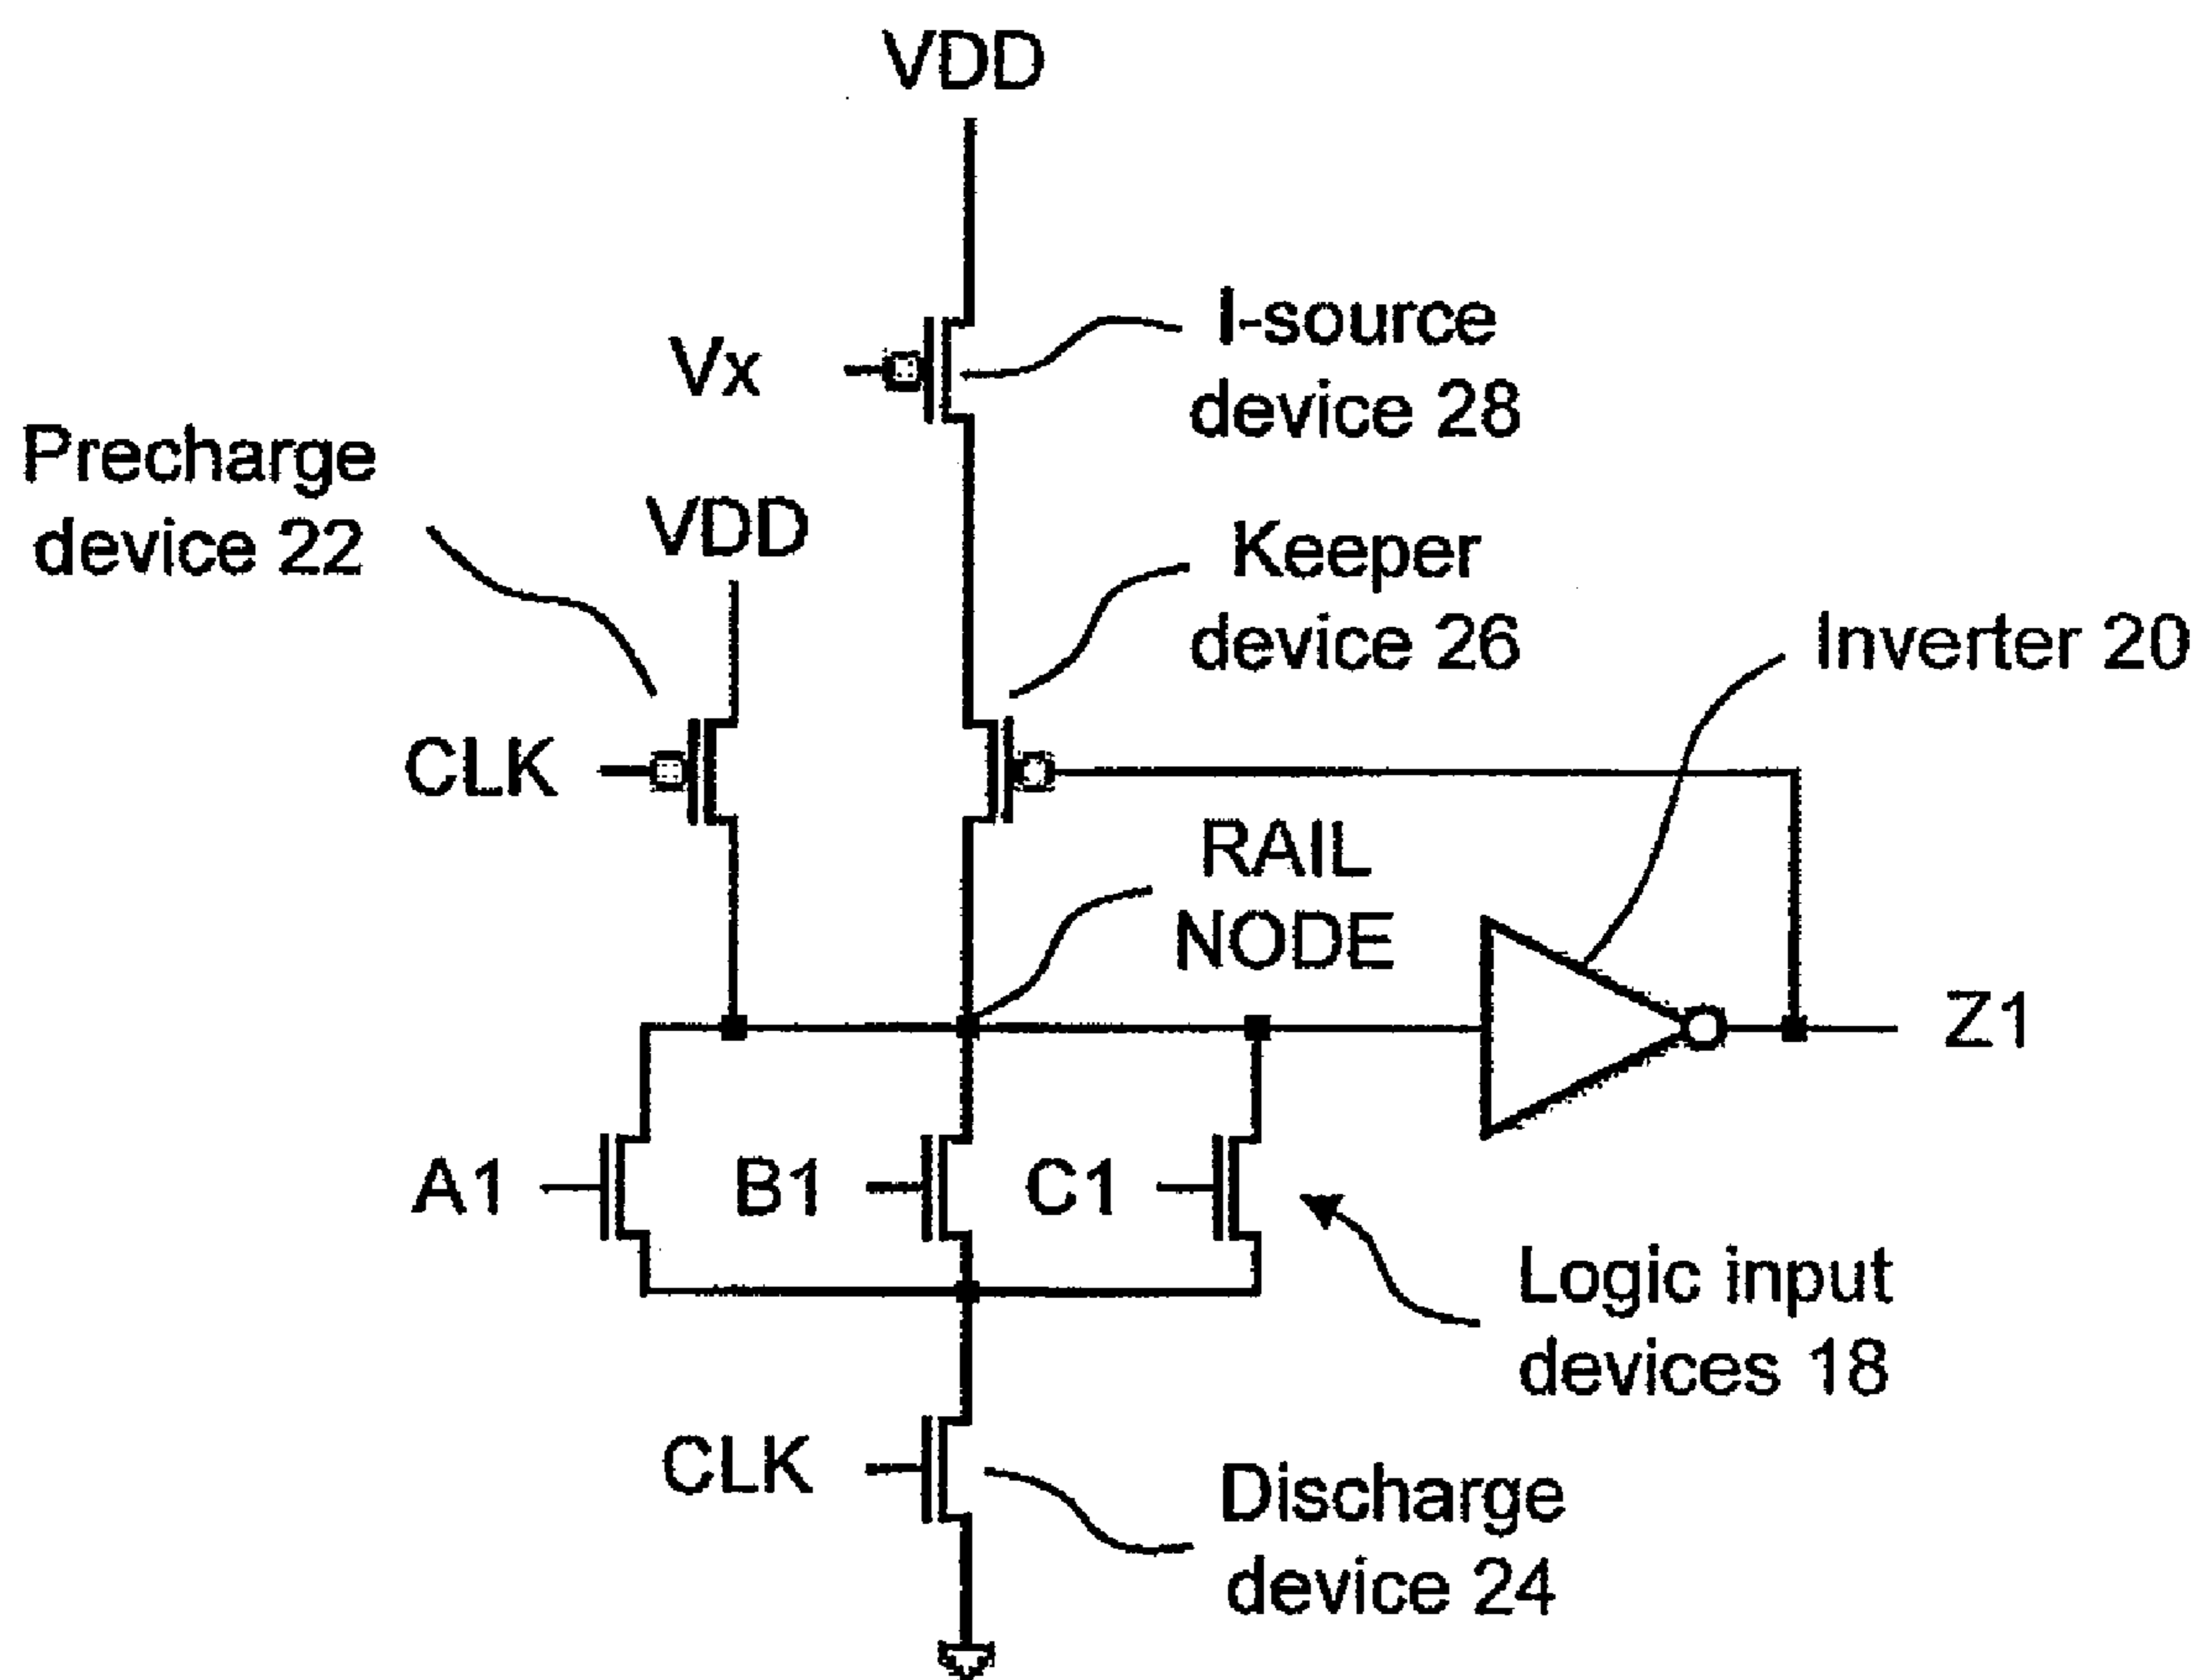 VDD
Vx
I-source
device 28
Precharge
device 22
VDD
Keeper
device 26
Inverter 20
CLK
RAIL
NODE
Z1
A1
B1
C1
Logic input
devices 18
CLK
Discharge
device 24